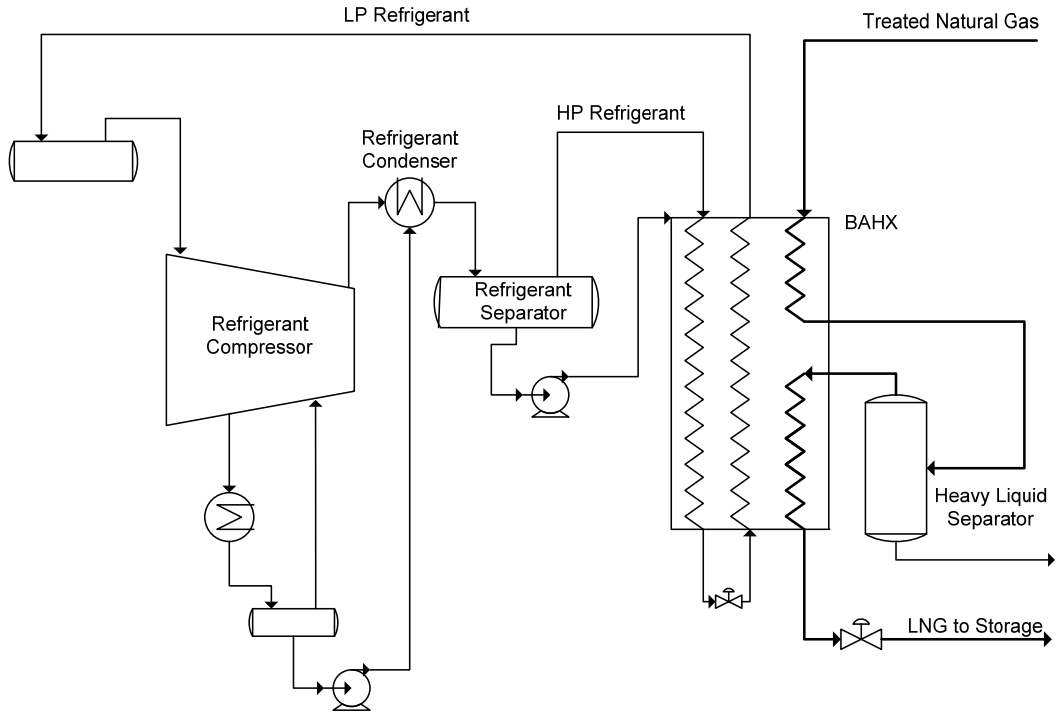 LP Refrigerant
Treated Natural Gas
HP Refrigerant
Refrigerant
Condenser
BAHX
Refrigerant
Separator
Refrigerant
Compressor
Heavy Liquid
Separator
LNG to Storage